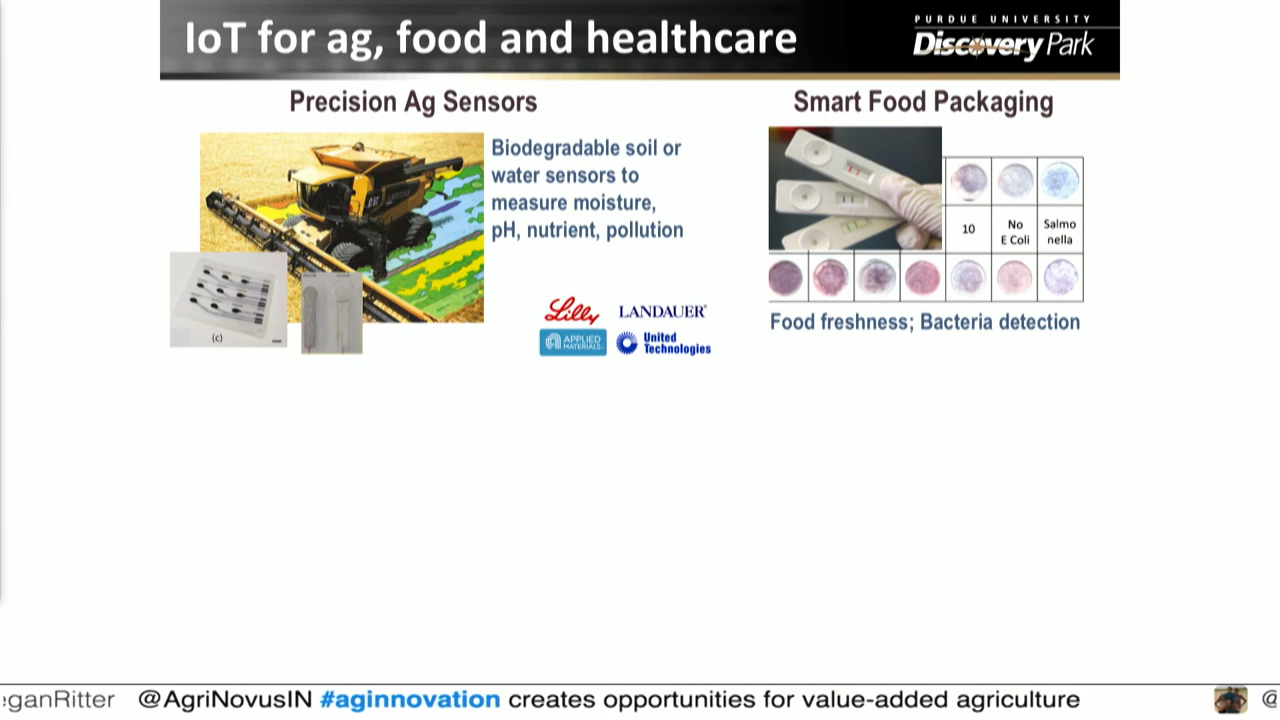 IoT for ag, food and healthcare
PURDUE UNIVERSITY
Discovery Park
Precision Ag Sensors
Smart Food Packaging
Biodegradable soil or
water sensors to
measure moisture,
pH, nutrient, pollution
(c)
Lilly
LANDAUER
APPLIED
MATERIALS
United
Technologies
10
No
E Coli
Salmo
nella
Food freshness; Bacteria detection
ganRitter @AgriNovusIN #aginnovation creates opportunities for value-added agriculture @